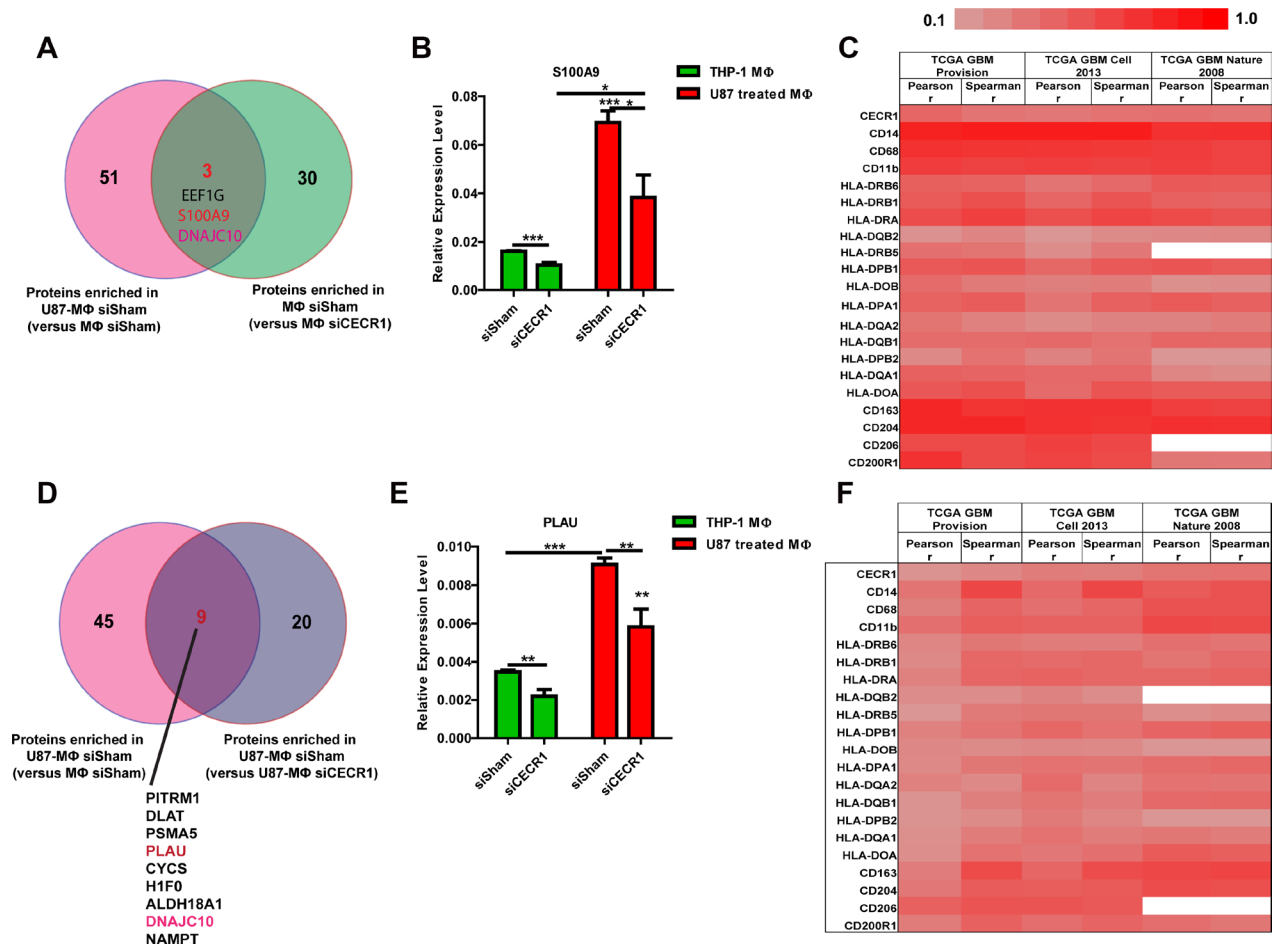 0.1
1.0
A
51
3
30
EEF1G
S100A9
DNAJC10
Proteins enriched in
U87-MΦ siSham
(versus MΦ siSham)
Proteins enriched in
MΦ siSham
(versus MΦ siCECR1)
B
S100A9
THP-1 MΦ
U87 treated MΦ
Relative Expression Level
0.08
0.06
0.04
0.02
0.00
***
*
***
*
siSham
siCECR1
siSham
siCECR1
C
TCGA GBM Provision
TCGA GBM Cell 2013
TCGA GBM Nature 2008
Pearson r
Spearman r
Pearson r
Spearman r
Pearson r
Spearman r
CECR1
CD14
CD68
CD11b
HLA-DRB6
HLA-DRB1
HLA-DRA
HLA-DQB2
HLA-DRB5
HLA-DPB1
HLA-DOB
HLA-DPA1
HLA-DQA2
HLA-DQB1
HLA-DPB2
HLA-DQA1
HLA-DOA
CD163
CD204
CD206
CD200R1
D
45
9
20
Proteins enriched in
U87-MΦ siSham
(versus MΦ siSham)
Proteins enriched in
U87-MΦ siSham
(versus U87-MΦ siCECR1)
PITRM1
DLAT
PSMA5
PLAU
CYCS
H1F0
ALDH18A1
DNAJC10
NAMPT
E
PLAU
THP-1 MΦ
U87 treated MΦ
Relative Expression Level
0.010
0.008
0.006
0.004
0.002
0.000
**
***
**
**
siSham
siCECR1
siSham
siCECR1
F
TCGA GBM Provision
TCGA GBM Cell 2013
TCGA GBM Nature 2008
Pearson r
Spearman r
Pearson r
Spearman r
Pearson r
Spearman r
CECR1
CD14
CD68
CD11b
HLA-DRB6
HLA-DRB1
HLA-DRA
HLA-DQB2
HLA-DRB5
HLA-DPB1
HLA-DOB
HLA-DPA1
HLA-DQA2
HLA-DQB1
HLA-DPB2
HLA-DQA1
HLA-DOA
CD163
CD204
CD206
CD200R1